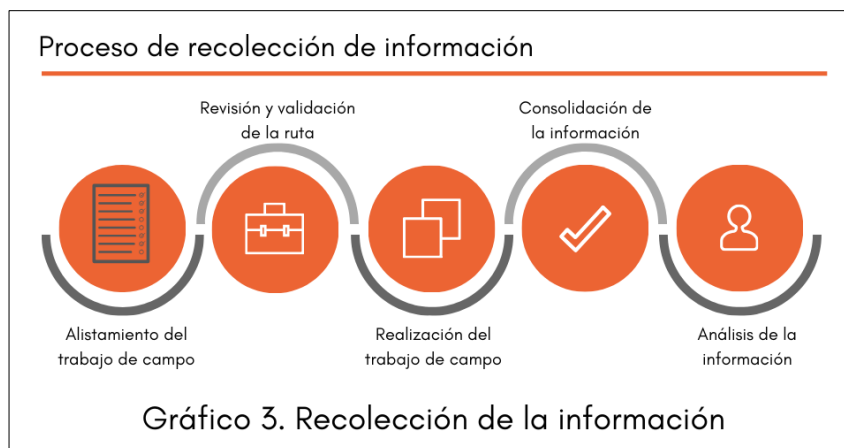 Proceso de recolección de información
Revisión y validación
de la ruta
Consolidación de
la información
Alistamiento del
trabajo de campo
Realización del
trabajo de campo
Análisis de la
información
Gráfico 3. Recolección de la información